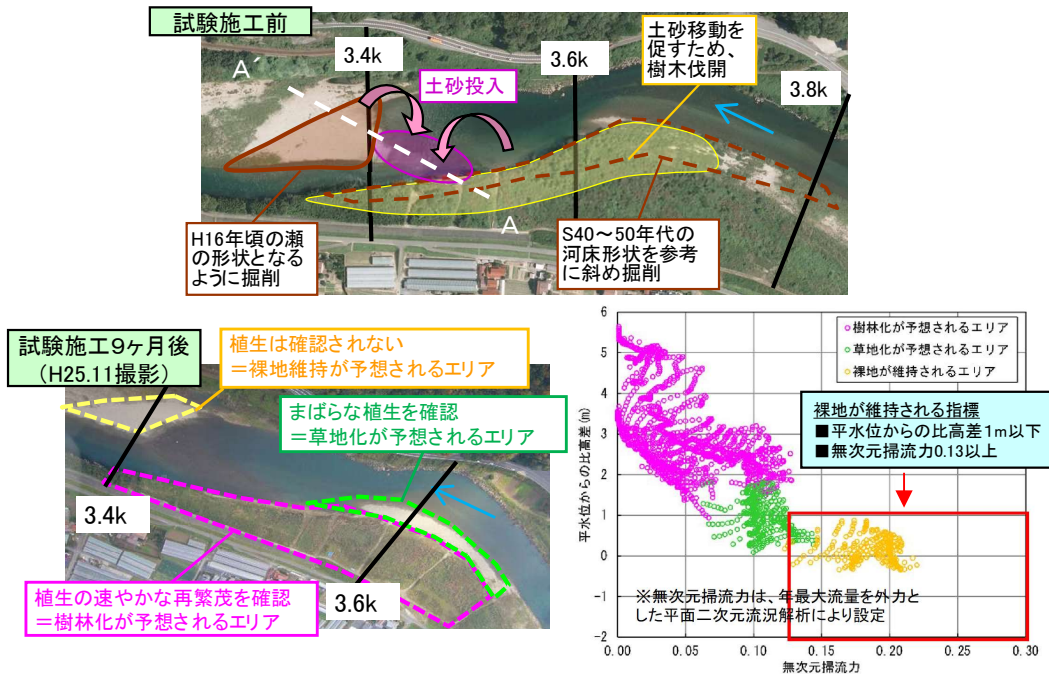 試験施工前
3.4k
3.6k
3.8k
A´
A
土砂投入
土砂移動を
促すため、
樹木伐開
H16年頃の瀬
の形状となる
ように掘削
S40～50年代の
河床形状を参考
に斜め掘削
試験施工9ヶ月後
（H25.11撮影）
植生は確認されない
＝裸地維持が予想されるエリア
まばらな植生を確認
＝草地化が予想されるエリア
3.4k
3.6k
植生の速やかな再繁茂を確認
＝樹林化が予想されるエリア
平水位からの比高差(m)
6
5
4
3
2
1
0
-1
-2
樹林化が予想されるエリア
草地化が予想されるエリア
裸地が維持されるエリア
裸地が維持される指標
■平水位からの比高差1m以下
■無次元掃流力0.13以上
※無次元掃流力は、年最大流量を外力と
した平面二次元流況解析により設定
0.00 0.05 0.10 0.15 0.20 0.25 0.30
無次元掃流力